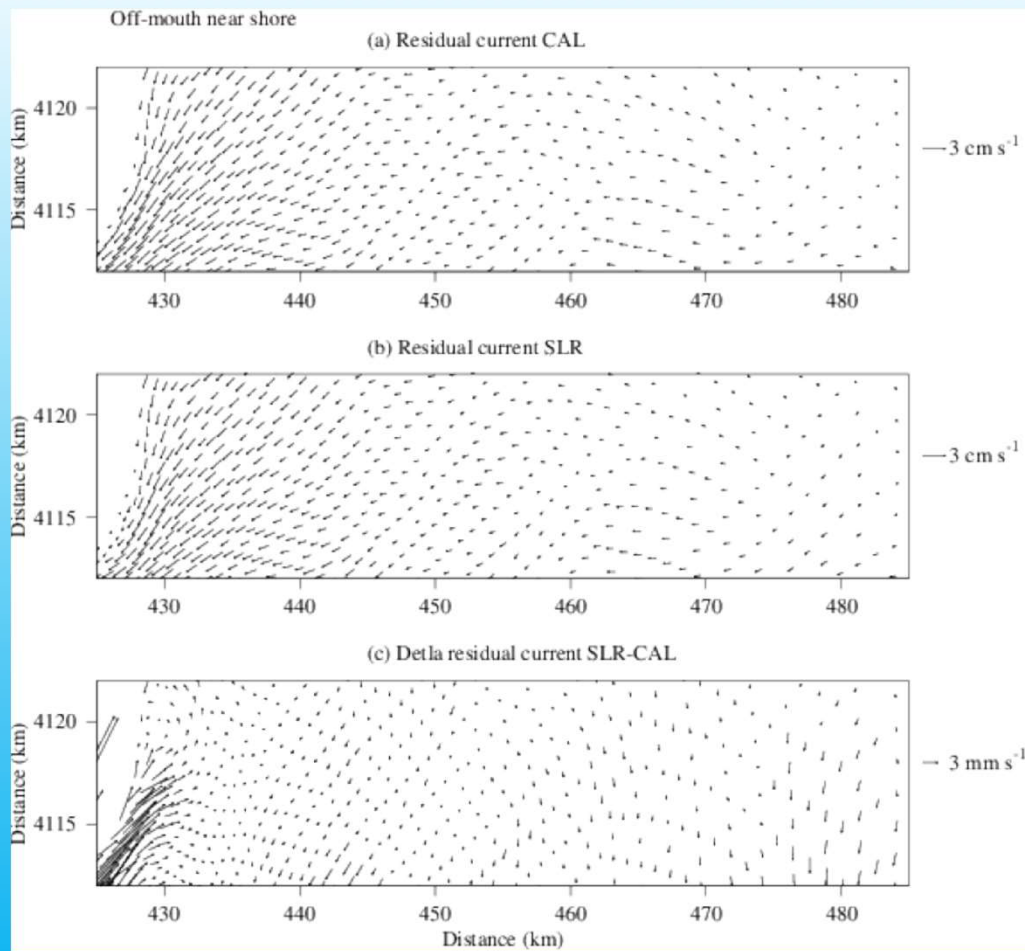 Off-mouth near shore
(a) Residual current CAL
Distance (km)
4120
4115
3 cm s⁻¹
430 440 450 460 470 480
(b) Residual current SLR
Distance (km)
4120
4115
3 cm s⁻¹
430 440 450 460 470 480
(c) Detla residual current SLR-CAL
Distance (km)
4120
4115
3 mm s⁻¹
430 440 450 460 470 480
Distance (km)